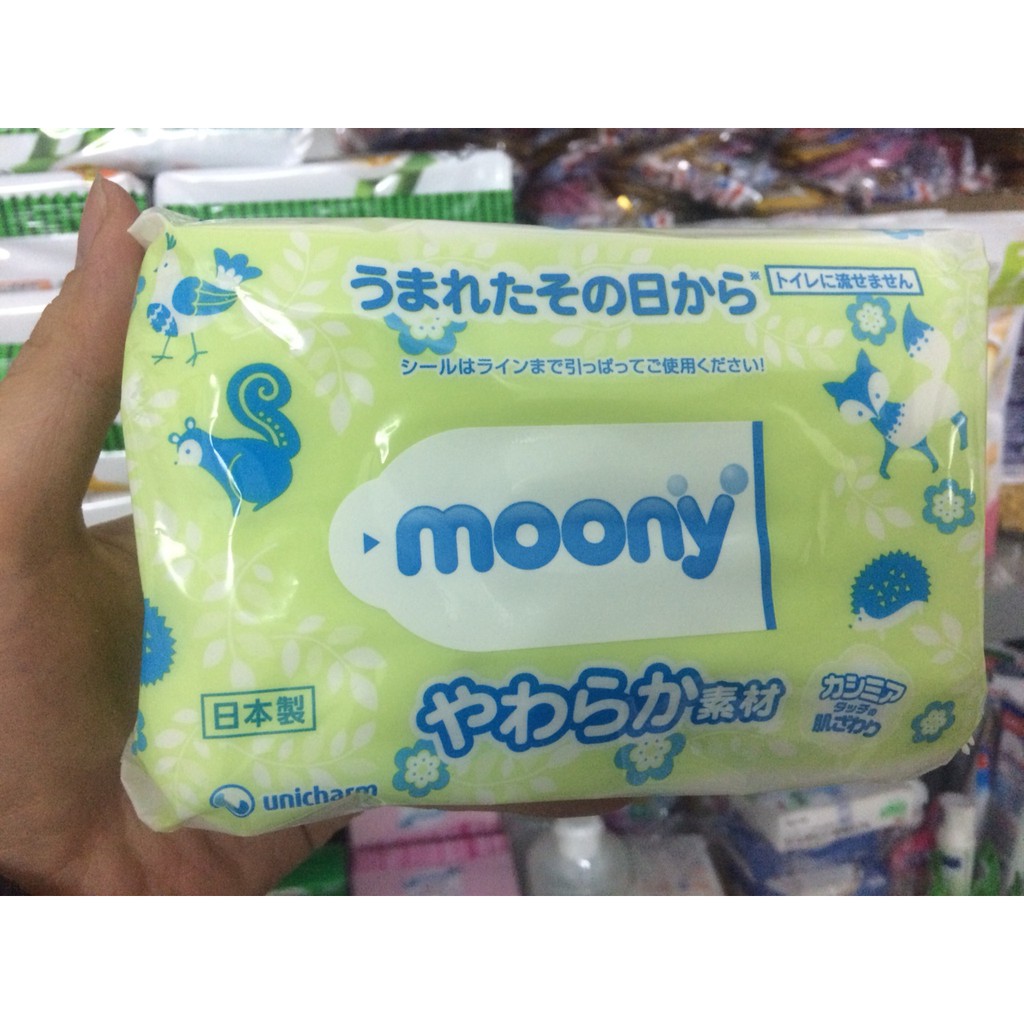 うまれたその日から※
トイレに流せません
シールはラインまで引っぱってご使用ください!
moony
やわらか素材
カシミア
タッチの
肌ざわり
日本製
unicharm